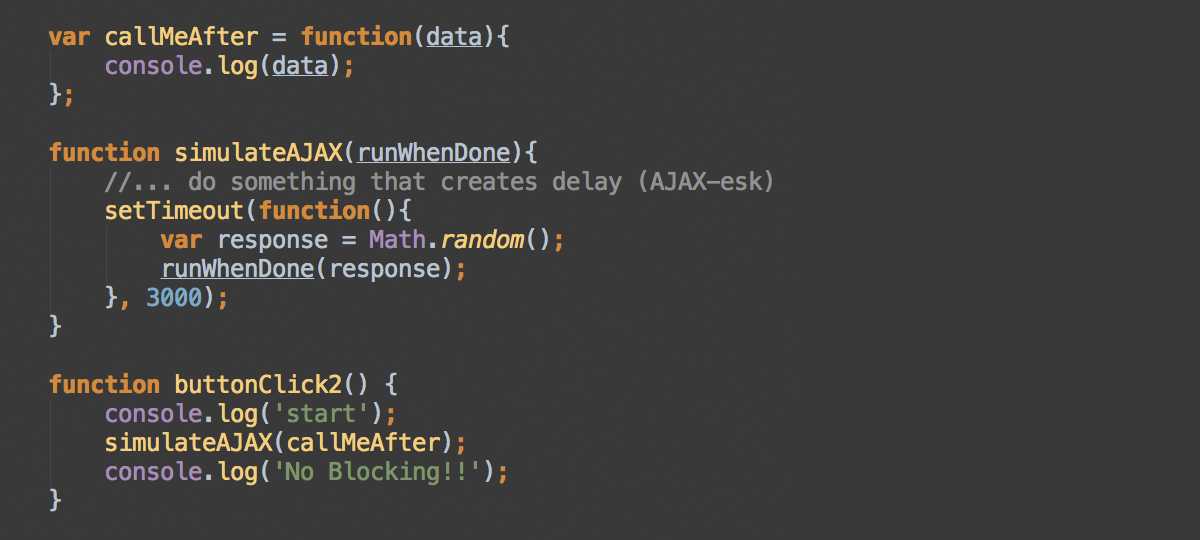 var callMeAfter = function(data){
    console.log(data);
};

function simulateAJAX(runWhenDone){
    //... do something that creates delay (AJAX-esk)
    setTimeout(function(){
        var response = Math.random();
        runWhenDone(response);
    }, 3000);
}

function buttonClick2() {
    console.log('start');
    simulateAJAX(callMeAfter);
    console.log('No Blocking!!');
}